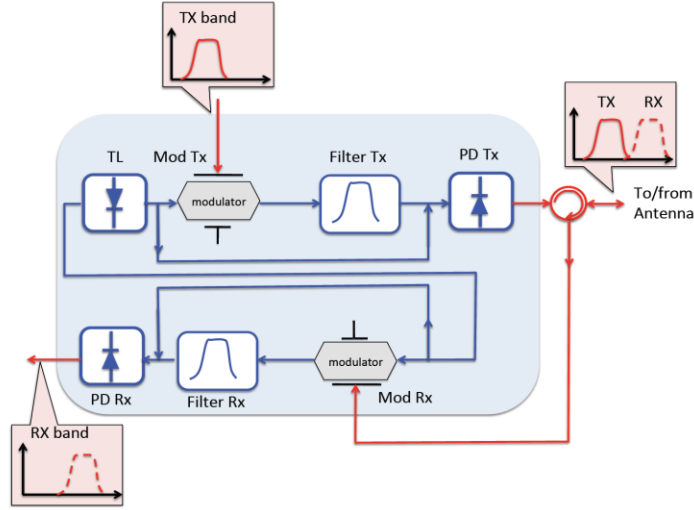 TX band
TX RX
TL
Mod Tx
Filter Tx
PD Tx
modulator
To/from
Antenna
modulator
PD Rx
Filter Rx
Mod Rx
RX band